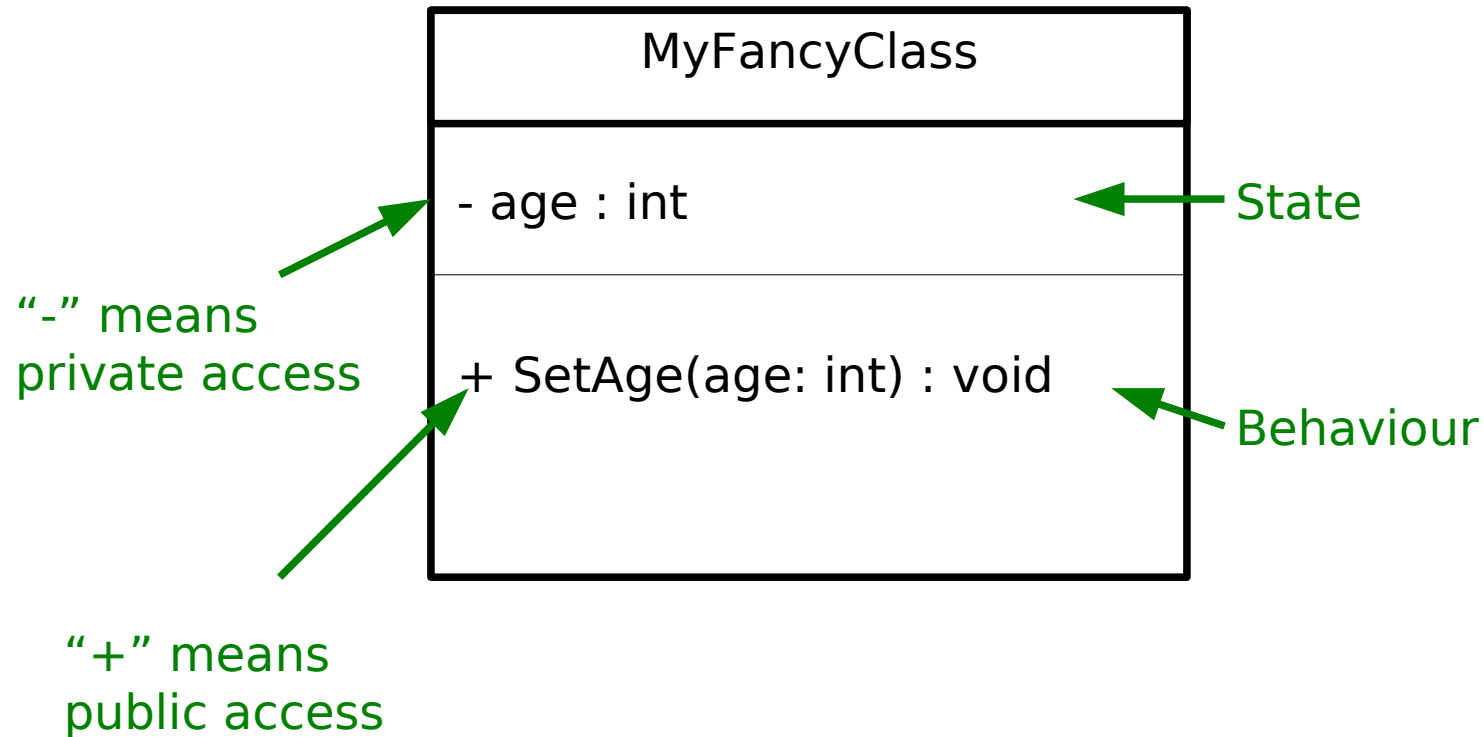 MyFancyClass
- age : int
State
“-” means
private access
+ SetAge(age: int) : void
Behaviour
“+” means
public access